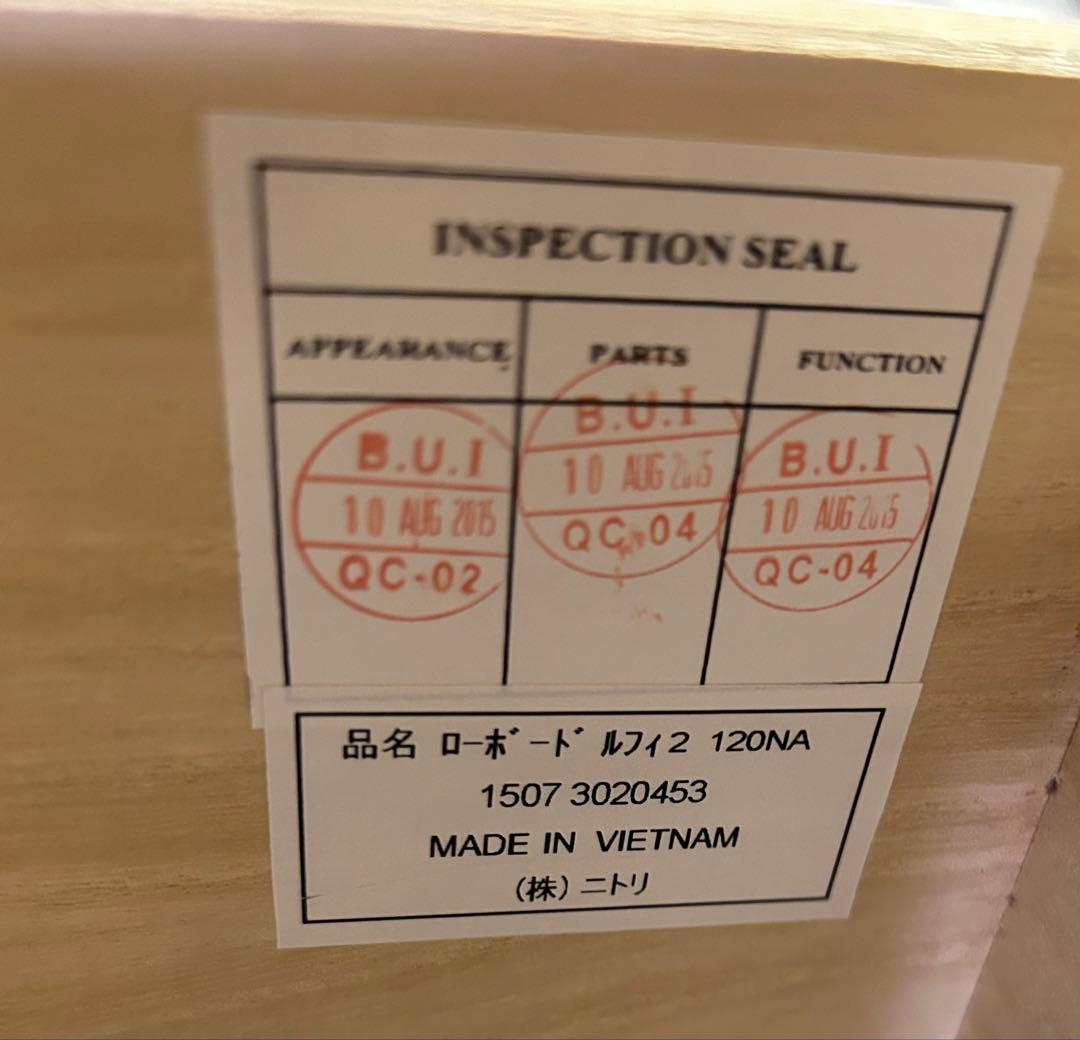 INSPECTION SEAL
APPEARANCE PARTS FUNCTION
B.U.I
10 AUG 2015
QC-02
B.U.I
10 AUG 2015
QC-04
B.U.I
10 AUG 2015
QC-04
品名 ﾛｰﾎﾞｰﾄﾞ ﾙﾌｨ2 120NA
1507 3020453
MADE IN VIETNAM
(株)ニトリ